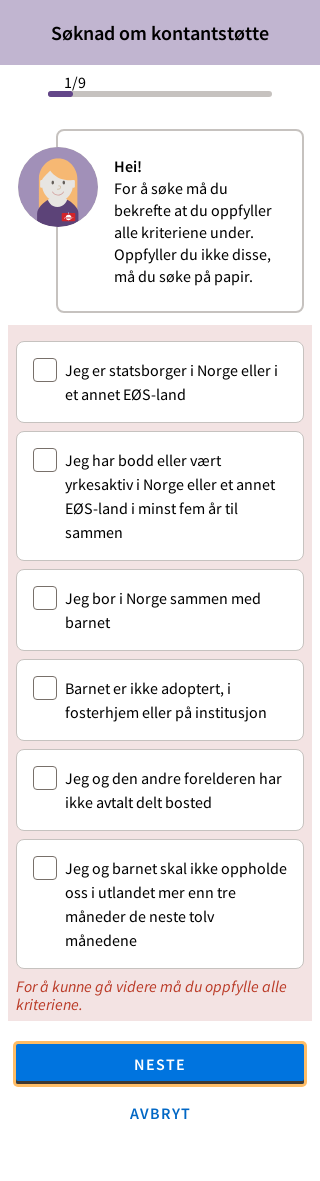 Søknad om kontantstøtte
1/9
Hei!
For å søke må du
bekrefte at du oppfyller
alle kriteriene under.
Oppfyller du ikke disse,
må du søke på papir.
Jeg er statsborger i Norge eller i
et annet EØS-land
Jeg har bodd eller vært
yrkesaktiv i Norge eller et annet
EØS-land i minst fem år til
sammen
Jeg bor i Norge sammen med
barnet
Barnet er ikke adoptert, i
fosterhjem eller på institusjon
Jeg og den andre forelderen har
ikke avtalt delt bosted
Jeg og barnet skal ikke oppholde
oss i utlandet mer enn tre
måneder de neste tolv
månedene
For å kunne gå videre må du oppfylle alle
kriteriene.
NESTE
AVBRYT